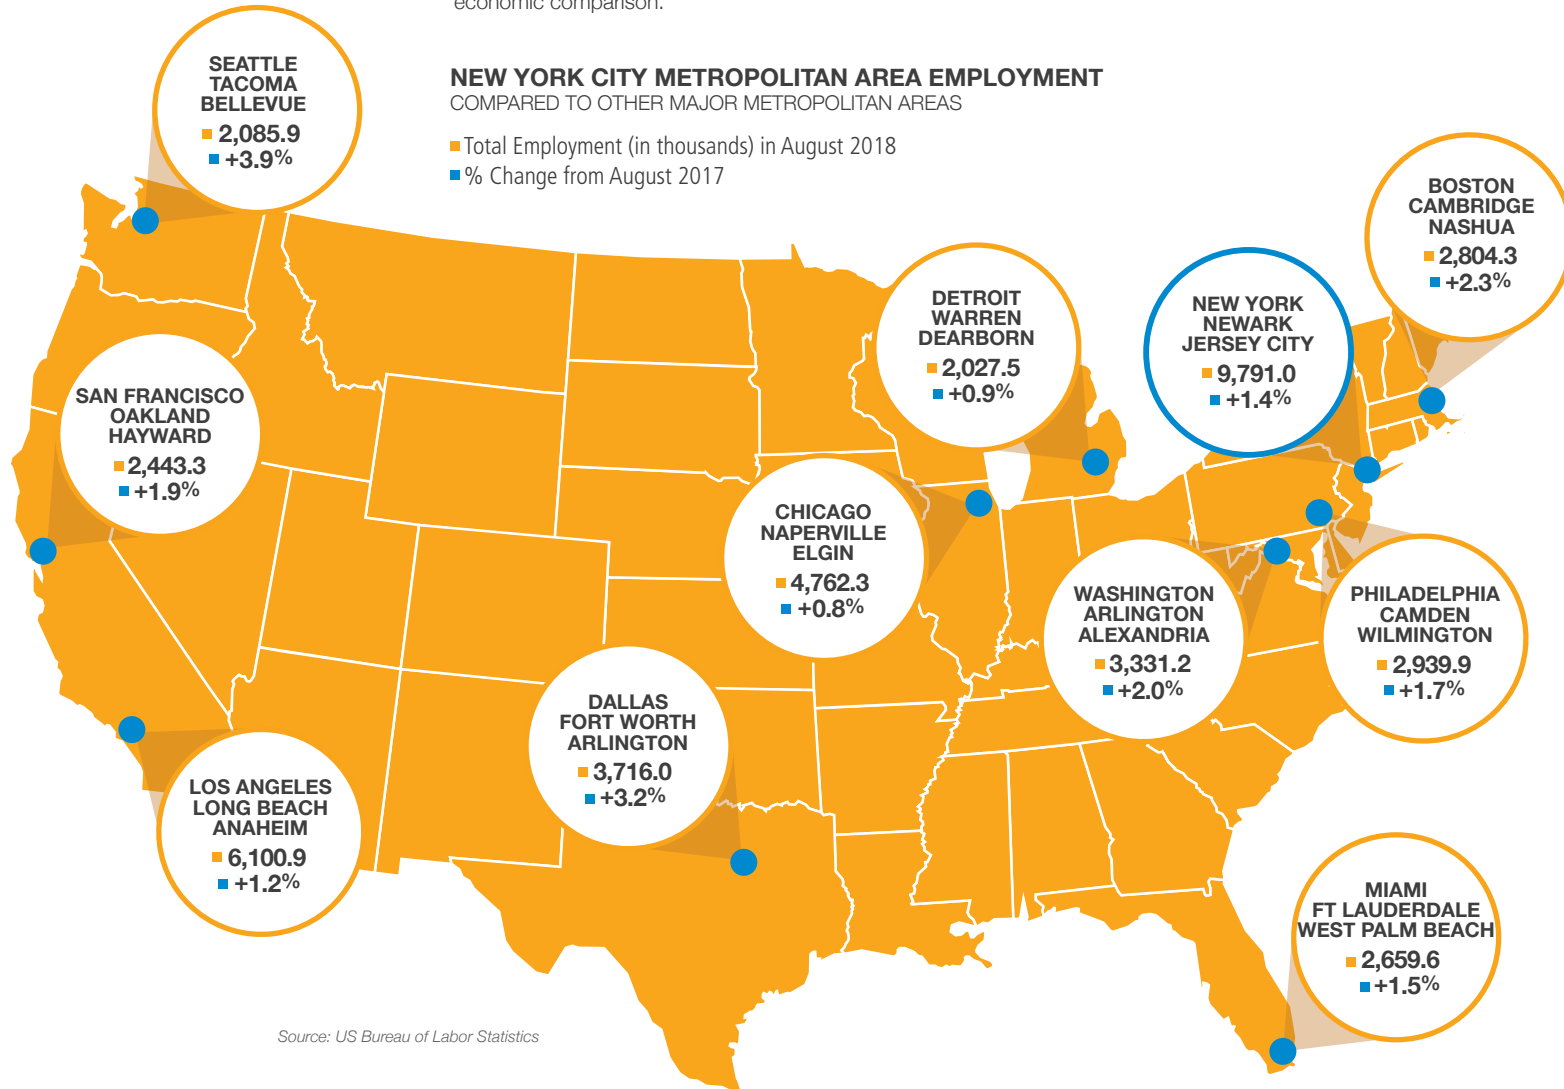 economic comparison.
NEW YORK CITY METROPOLITAN AREA EMPLOYMENT
COMPARED TO OTHER MAJOR METROPOLITAN AREAS
Total Employment (in thousands) in August 2018
% Change from August 2017
SEATTLE
TACOMA
BELLEVUE
2,085.9
+3.9%
BOSTON
CAMBRIDGE
NASHUA
2,804.3
+2.3%
DETROIT
WARREN
DEARBORN
2,027.5
+0.9%
NEW YORK
NEWARK
JERSEY CITY
9,791.0
+1.4%
SAN FRANCISCO
OAKLAND
HAYWARD
2,443.3
+1.9%
CHICAGO
NAPERVILLE
ELGIN
4,762.3
+0.8%
WASHINGTON
ARLINGTON
ALEXANDRIA
3,331.2
+2.0%
PHILADELPHIA
CAMDEN
WILMINGTON
2,939.9
+1.7%
DALLAS
FORT WORTH
ARLINGTON
3,716.0
+3.2%
LOS ANGELES
LONG BEACH
ANAHEIM
6,100.9
+1.2%
MIAMI
FT LAUDERDALE
WEST PALM BEACH
2,659.6
+1.5%
Source: US Bureau of Labor Statistics